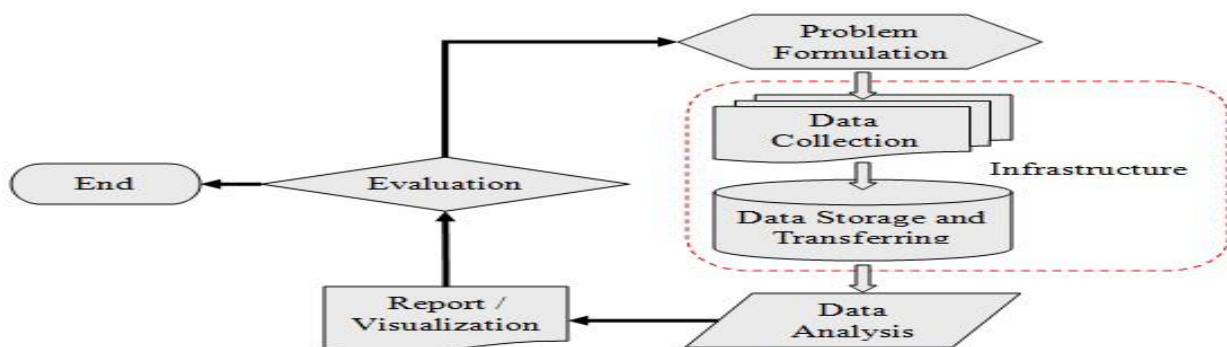 Problem
Formulation
Data
Collection
Infrastructure
Data Storage and
Transferring
Data
Analysis
Report /
Visualization
Evaluation
End